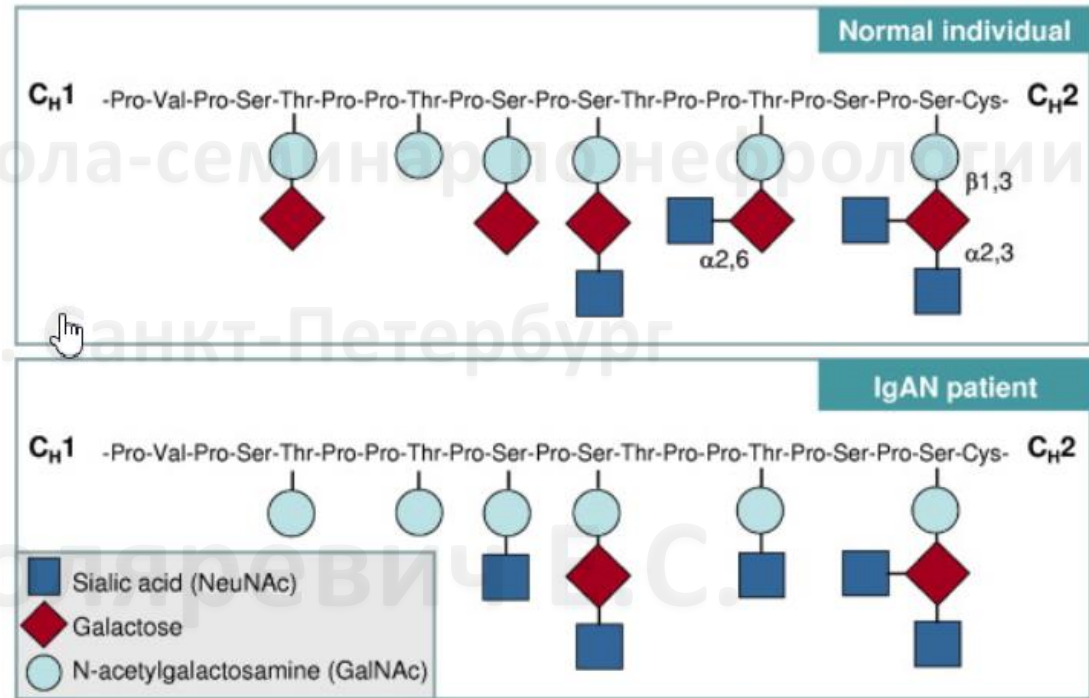 Normal individual
CH1 -Pro-Val-Pro-Ser-Thr-Pro-Pro-Thr-Pro-Ser-Pro-Ser-Thr-Pro-Pro-Thr-Pro-Ser-Pro-Ser-Cys- CH2
ола-семинар по нефрологии
β1,3
α2,6
α2,3
. Санкт-Петербург
IgAN patient
CH1 -Pro-Val-Pro-Ser-Thr-Pro-Pro-Thr-Pro-Ser-Pro-Ser-Thr-Pro-Pro-Thr-Pro-Ser-Pro-Ser-Cys- CH2
оляревич Е.С.
Sialic acid (NeuNAc)
Galactose
N-acetylgalactosamine (GalNAc)